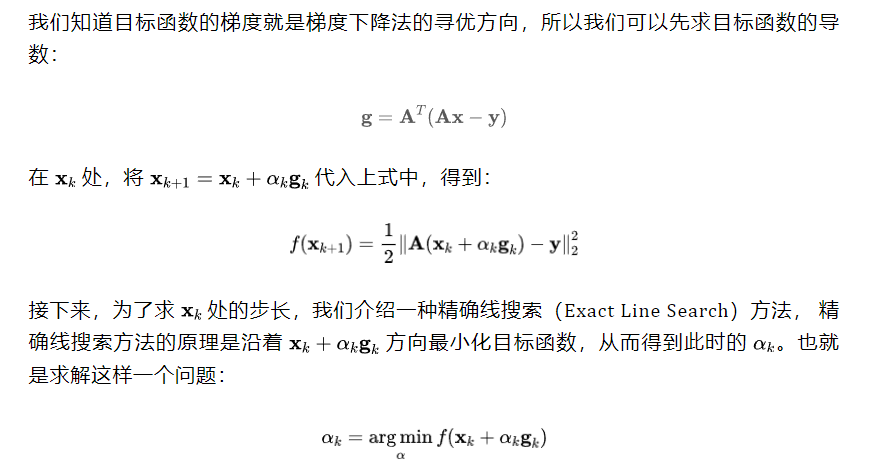 我们知道目标函数的梯度就是梯度下降法的寻优方向，所以我们可以先求目标函数的导
数：
$\mathbf{g} = \mathbf{A}^T(\mathbf{A}\mathbf{x} - \mathbf{y})$
在 $\mathbf{x}_k$ 处，将 $\mathbf{x}_{k+1} = \mathbf{x}_k + \alpha_k \mathbf{g}_k$ 代入上式中，得到：
$f(\mathbf{x}_{k+1}) = \frac{1}{2} \|\mathbf{A}(\mathbf{x}_k + \alpha_k \mathbf{g}_k) - \mathbf{y}\|_2^2$
接下来，为了求 $\mathbf{x}_k$ 处的步长，我们介绍一种精确线搜索（Exact Line Search）方法， 精
确线搜索方法的原理是沿着 $\mathbf{x}_k + \alpha_k \mathbf{g}_k$ 方向最小化目标函数，从而得到此时的 $\alpha_k$。也就
是求解这样一个问题：
$\alpha_k = \underset{\alpha}{\arg\min} f(\mathbf{x}_k + \alpha_k \mathbf{g}_k)$